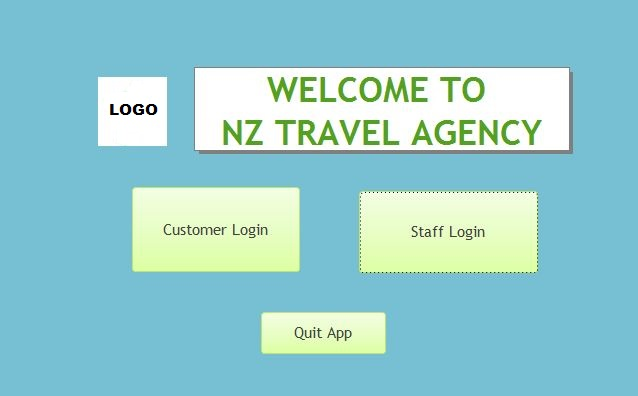 LOGO
WELCOME TO
NZ TRAVEL AGENCY
Customer Login
Staff Login
Quit App